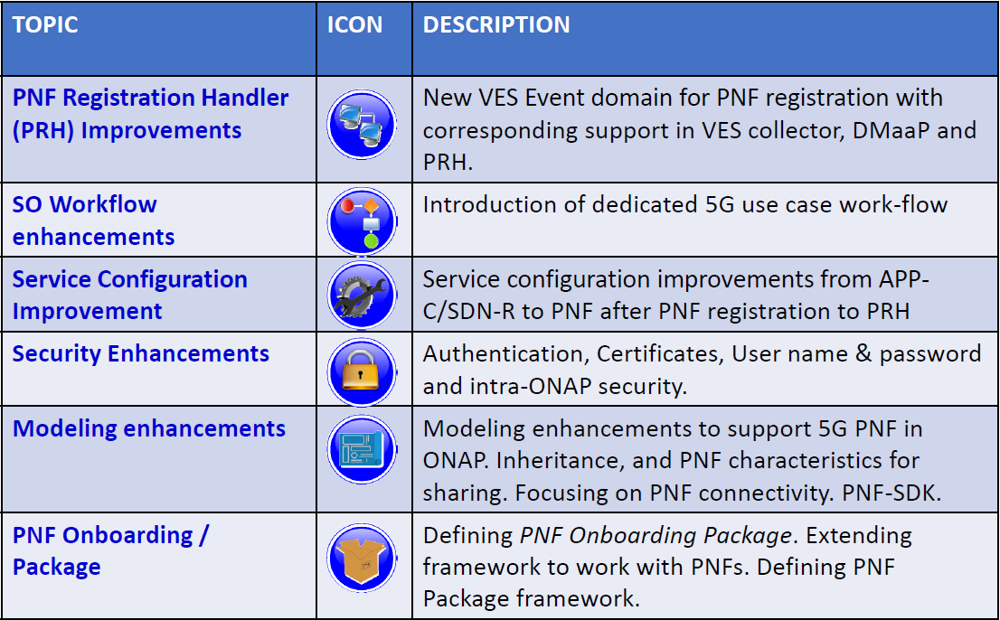 TOPIC
ICON
DESCRIPTION
PNF Registration Handler
(PRH) Improvements
New VES Event domain for PNF registration with
corresponding support in VES collector, DMaaP and
PRH.
SO Workflow
enhancements
Introduction of dedicated 5G use case work-flow
Service Configuration
Improvement
Service configuration improvements from APP-
C/SDN-R to PNF after PNF registration to PRH
Security Enhancements
Authentication, Certificates, User name & password
and intra-ONAP security.
Modeling enhancements
Modeling enhancements to support 5G PNF in
ONAP. Inheritance, and PNF characteristics for
sharing. Focusing on PNF connectivity. PNF-SDK.
PNF Onboarding /
Package
Defining PNF Onboarding Package. Extending
framework to work with PNFs. Defining PNF
Package framework.